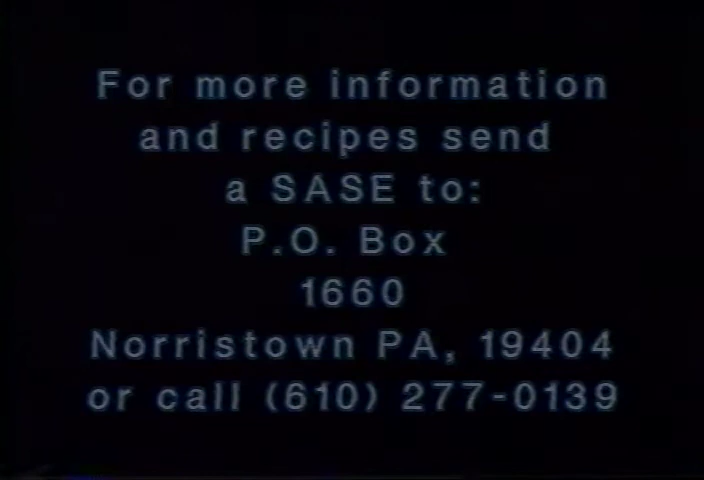 For more information
and recipes send
a SASE to:
P.O. Box
1660
Norristown PA, 19404
or call (610) 277-0139